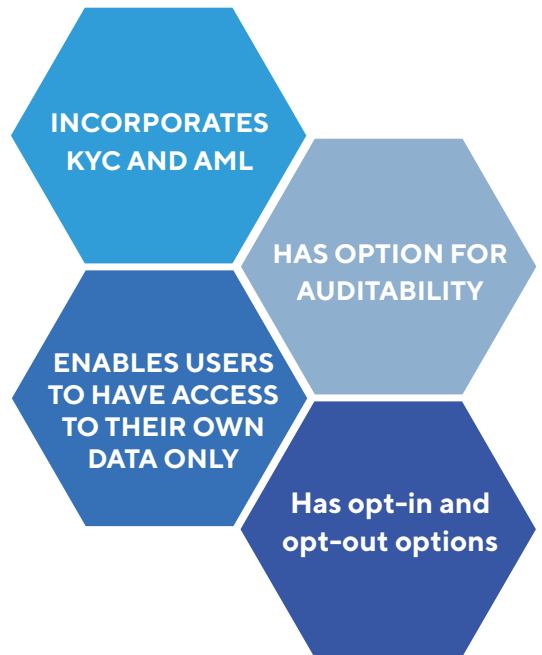 INCORPORATES
KYC AND AML
HAS OPTION FOR
AUDITABILITY
ENABLES USERS
TO HAVE ACCESS
TO THEIR OWN
DATA ONLY
Has opt-in and
opt-out options